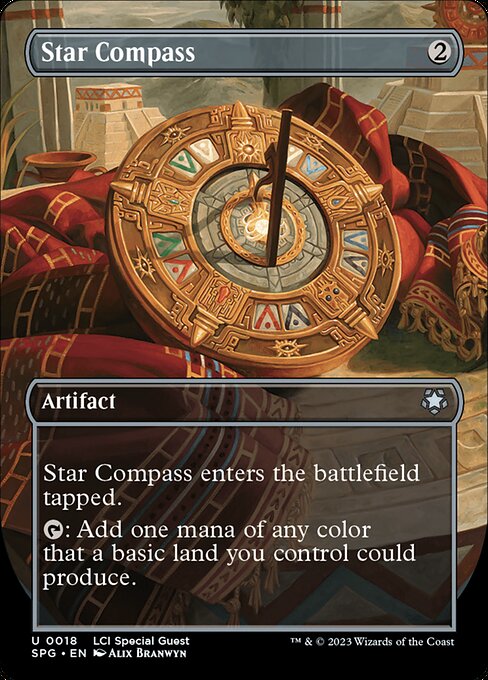 Star Compass 2
Artifact
Star Compass enters the battlefield
tapped.
: Add one mana of any color
that a basic land you control could
produce.
U 0018 LCI Special Guest
SPG • EN Alix Branwyn
™ & © 2023 Wizards of the Coast